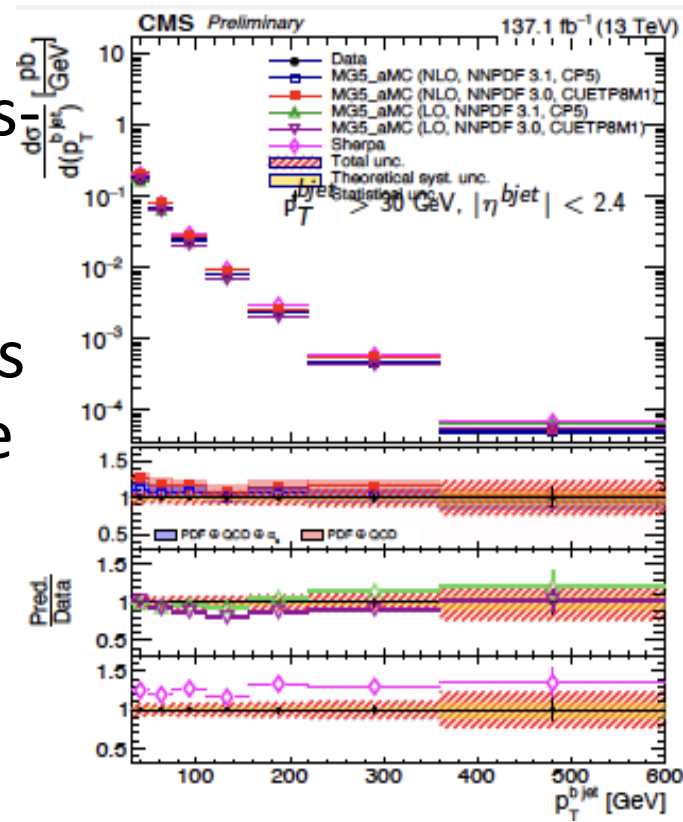 CMS Preliminary 137.1 fb⁻¹ (13 TeV)
dσ/d(p_T^{b jet}) [pb/GeV]
s-
s
e
Data
MG5_aMC (NLO, NNPDF 3.1, CP5)
MG5_aMC (NLO, NNPDF 3.0, CUETP8M1)
MG5_aMC (LO, NNPDF 3.1, CP5)
MG5_aMC (LO, NNPDF 3.0, CUETP8M1)
Sherpa
Total unc.
Theoretical syst. unc.
Statistical unc.
p_T^{bjet} > 30 GeV, |η^{bjet}| < 2.4
10
1
10⁻¹
10⁻²
10⁻³
10⁻⁴
1.5
1
0.5
PDF ⊕ QCD ⊕ α_s PDF ⊕ QCD
Pred./Data
1.5
1
0.5
1.5
1
0.5
100 200 300 400 500 600
p_T^{b jet} [GeV]